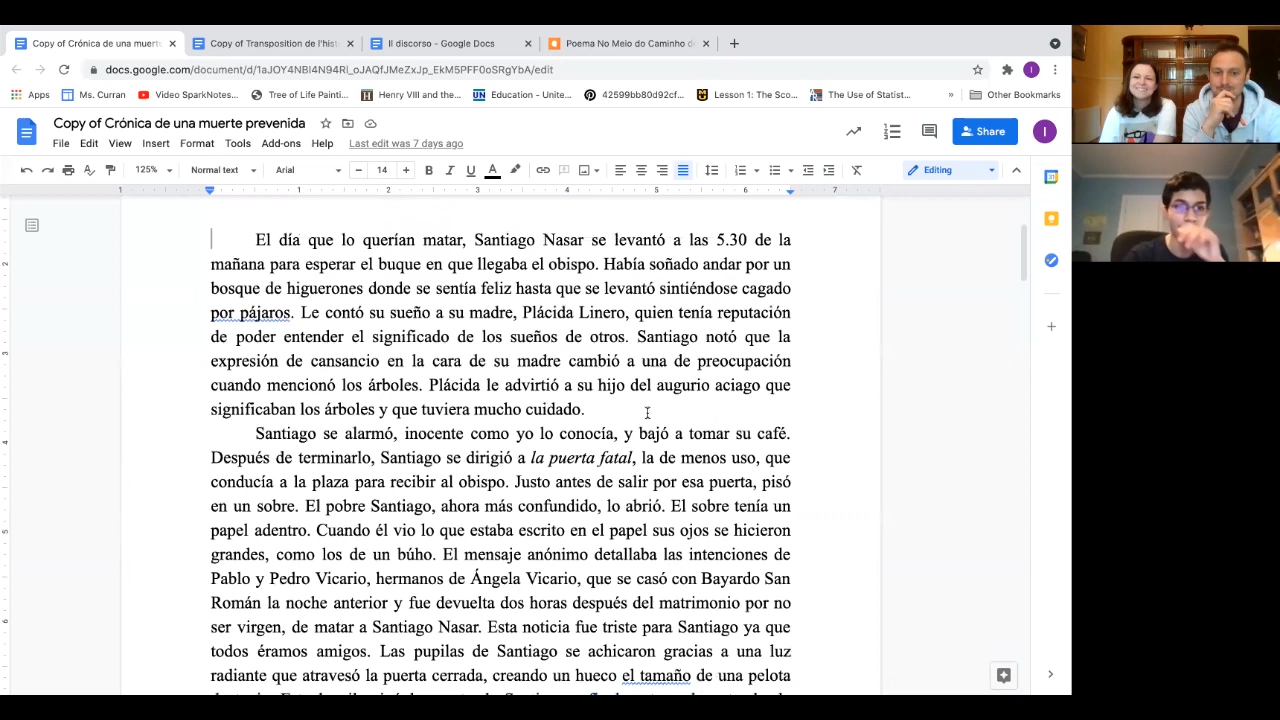 Copy of Crónica de una muerte
Copy of Transposition de l'hist
Il discorso - Google Docs
Poema No Meio do Caminho d
Apps
Ms. Curran
Video SparkNotes...
Tree of Life Painti...
Henry VIII and the...
Education - Unite...
42599bb80d92cf...
Lesson 1: The Sco...
The Use of Statist...
»
Other Bookmarks
Copy of Crónica de una muerte prevenida
File Edit View Insert Format Tools Add-ons Help Last edit was 7 days ago
Share
I
125% Normal text Arial 14 B I U A Editing
1 1 2 3 4 5 6 7
El día que lo querían matar, Santiago Nasar se levantó a las 5.30 de la
mañana para esperar el buque en que llegaba el obispo. Había soñado andar por un
bosque de higuerones donde se sentía feliz hasta que se levantó sintiéndose cagado
por pájaros. Le contó su sueño a su madre, Plácida Linero, quien tenía reputación
de poder entender el significado de los sueños de otros. Santiago notó que la
expresión de cansancio en la cara de su madre cambió a una de preocupación
cuando mencionó los árboles. Plácida le advirtió a su hijo del augurio aciago que
significaban los árboles y que tuviera mucho cuidado.
Santiago se alarmó, inocente como yo lo conocía, y bajó a tomar su café.
Después de terminarlo, Santiago se dirigió a la puerta fatal, la de menos uso, que
conducía a la plaza para recibir al obispo. Justo antes de salir por esa puerta, pisó
en un sobre. El pobre Santiago, ahora más confundido, lo abrió. El sobre tenía un
papel adentro. Cuando él vio lo que estaba escrito en el papel sus ojos se hicieron
grandes, como los de un búho. El mensaje anónimo detallaba las intenciones de
Pablo y Pedro Vicario, hermanos de Ángela Vicario, que se casó con Bayardo San
Román la noche anterior y fue devuelta dos horas después del matrimonio por no
ser virgen, de matar a Santiago Nasar. Esta noticia fue triste para Santiago ya que
todos éramos amigos. Las pupilas de Santiago se achicaron gracias a una luz
radiante que atravesó la puerta cerrada, creando un hueco el tamaño de una pelota